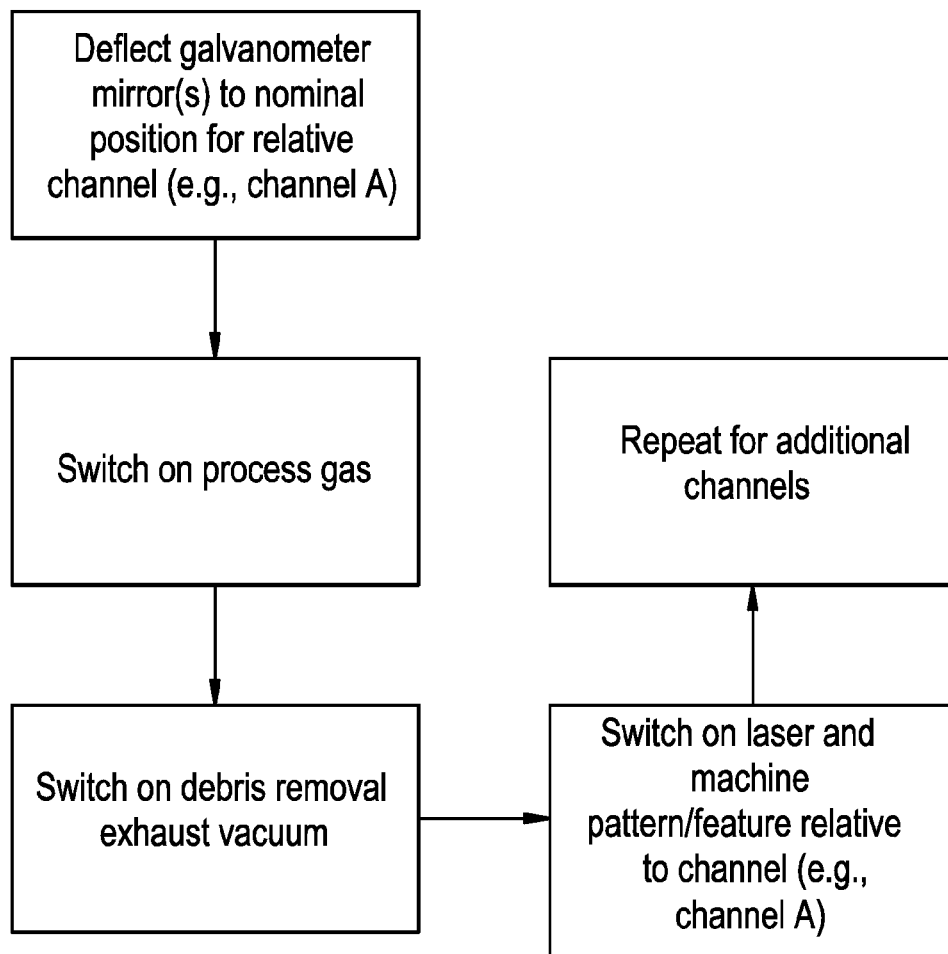 Deflect galvanometer
mirror(s) to nominal
position for relative
channel (e.g., channel A)
Switch on process gas
Switch on debris removal
exhaust vacuum
Switch on laser and
machine
pattern/feature relative
to channel (e.g.,
channel A)
Repeat for additional
channels